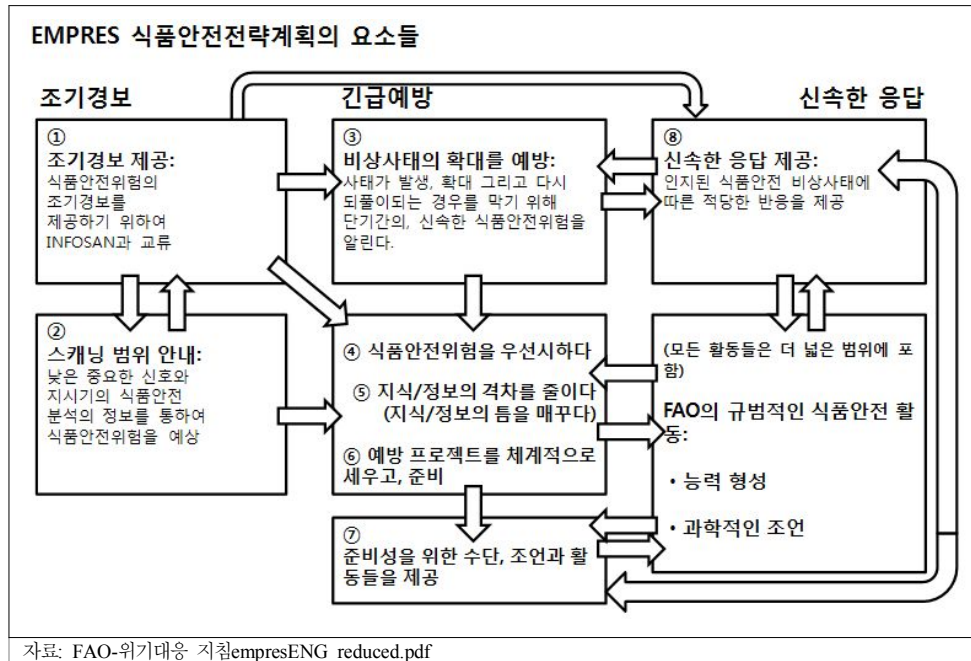 EMPRES 식품안전전략계획의 요소들
조기경보
긴급예방
신속한 응답
①
조기경보 제공:
식품안전위험의
조기경보를
제공하기 위하여
INFOSAN과 교류
③
비상사태의 확대를 예방:
사태가 발생, 확대 그리고 다시
되풀이되는 경우를 막기 위해
단기간의, 신속한 식품안전위험을
알린다.
⑧
신속한 응답 제공:
인지된 식품안전 비상사태에
따른 적당한 반응을 제공
②
스캐닝 범위 안내:
낮은 중요한 신호와
지시기의 식품안전
분석의 정보를 통하여
식품안전위험을 예상
④ 식품안전위험을 우선시하다
⑤ 지식/정보의 격차를 줄이다
(지식/정보의 틈을 매꾸다)
⑥ 예방 프로젝트를 체계적으로
세우고, 준비
(모든 활동들은 더 넓은 범위에 포
함)
FAO의 규범적인 식품안전 활
동:
• 능력 형성
• 과학적인 조언
⑦
준비성을 위한 수단, 조언과 활
동들을 제공
자료: FAO-위기대응 지침empresENG reduced.pdf